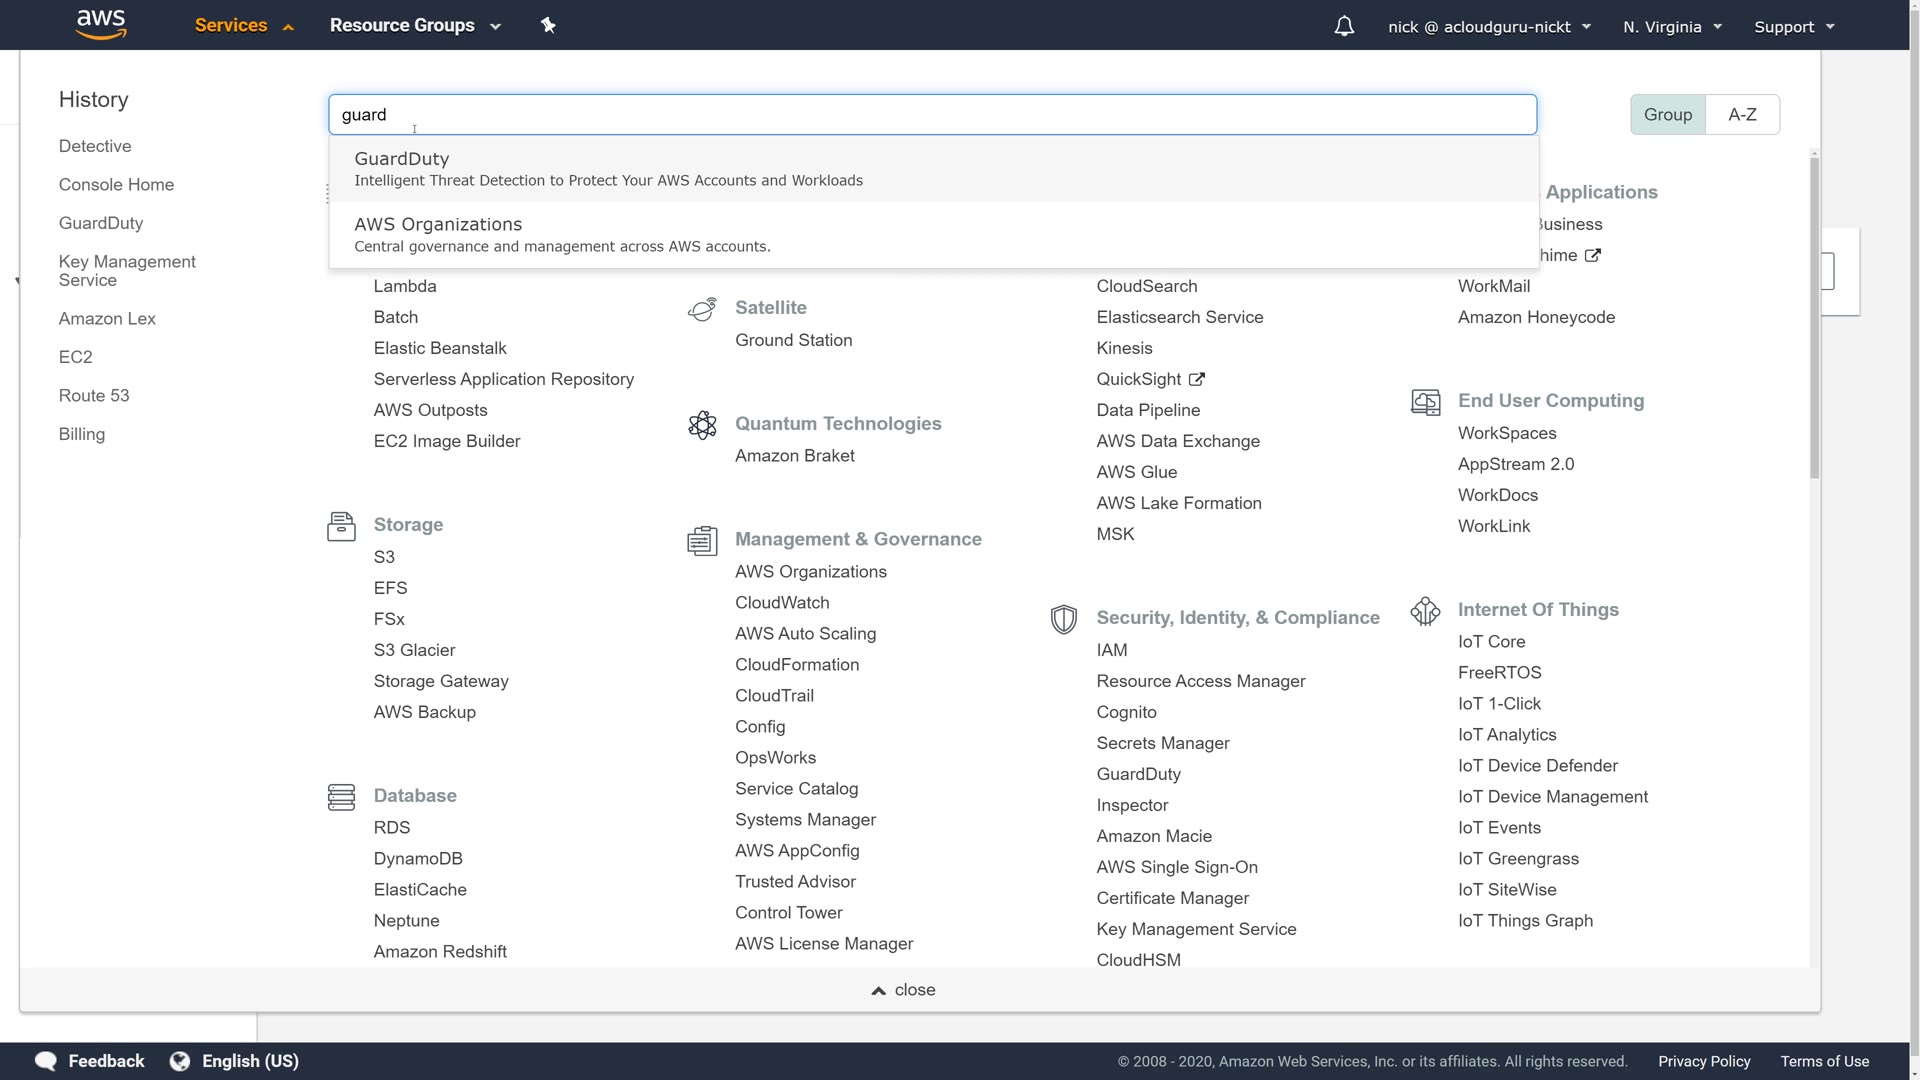 aws
Services
Resource Groups
nick @ acloudguru-nickt
N. Virginia
Support
History
Detective
Console Home
GuardDuty
Key Management
Service
Amazon Lex
EC2
Route 53
Billing
guard
Group
A-Z
GuardDuty
Intelligent Threat Detection to Protect Your AWS Accounts and Workloads
AWS Organizations
Central governance and management across AWS accounts.
Lambda
Batch
Elastic Beanstalk
Serverless Application Repository
AWS Outposts
EC2 Image Builder
Storage
S3
EFS
FSx
S3 Glacier
Storage Gateway
AWS Backup
Database
RDS
DynamoDB
ElastiCache
Neptune
Amazon Redshift
Satellite
Ground Station
Quantum Technologies
Amazon Braket
Management & Governance
AWS Organizations
CloudWatch
AWS Auto Scaling
CloudFormation
CloudTrail
Config
OpsWorks
Service Catalog
Systems Manager
AWS AppConfig
Trusted Advisor
Control Tower
AWS License Manager
CloudSearch
Elasticsearch Service
Kinesis
QuickSight
Data Pipeline
AWS Data Exchange
AWS Glue
AWS Lake Formation
MSK
Security, Identity, & Compliance
IAM
Resource Access Manager
Cognito
Secrets Manager
GuardDuty
Inspector
Amazon Macie
AWS Single Sign-On
Certificate Manager
Key Management Service
CloudHSM
Applications
usiness
hime
WorkMail
Amazon Honeycode
End User Computing
WorkSpaces
AppStream 2.0
WorkDocs
WorkLink
Internet Of Things
IoT Core
FreeRTOS
IoT 1-Click
IoT Analytics
IoT Device Defender
IoT Device Management
IoT Events
IoT Greengrass
IoT SiteWise
IoT Things Graph
close
Feedback
English (US)
© 2008 - 2020, Amazon Web Services, Inc. or its affiliates. All rights reserved.
Privacy Policy
Terms of Use